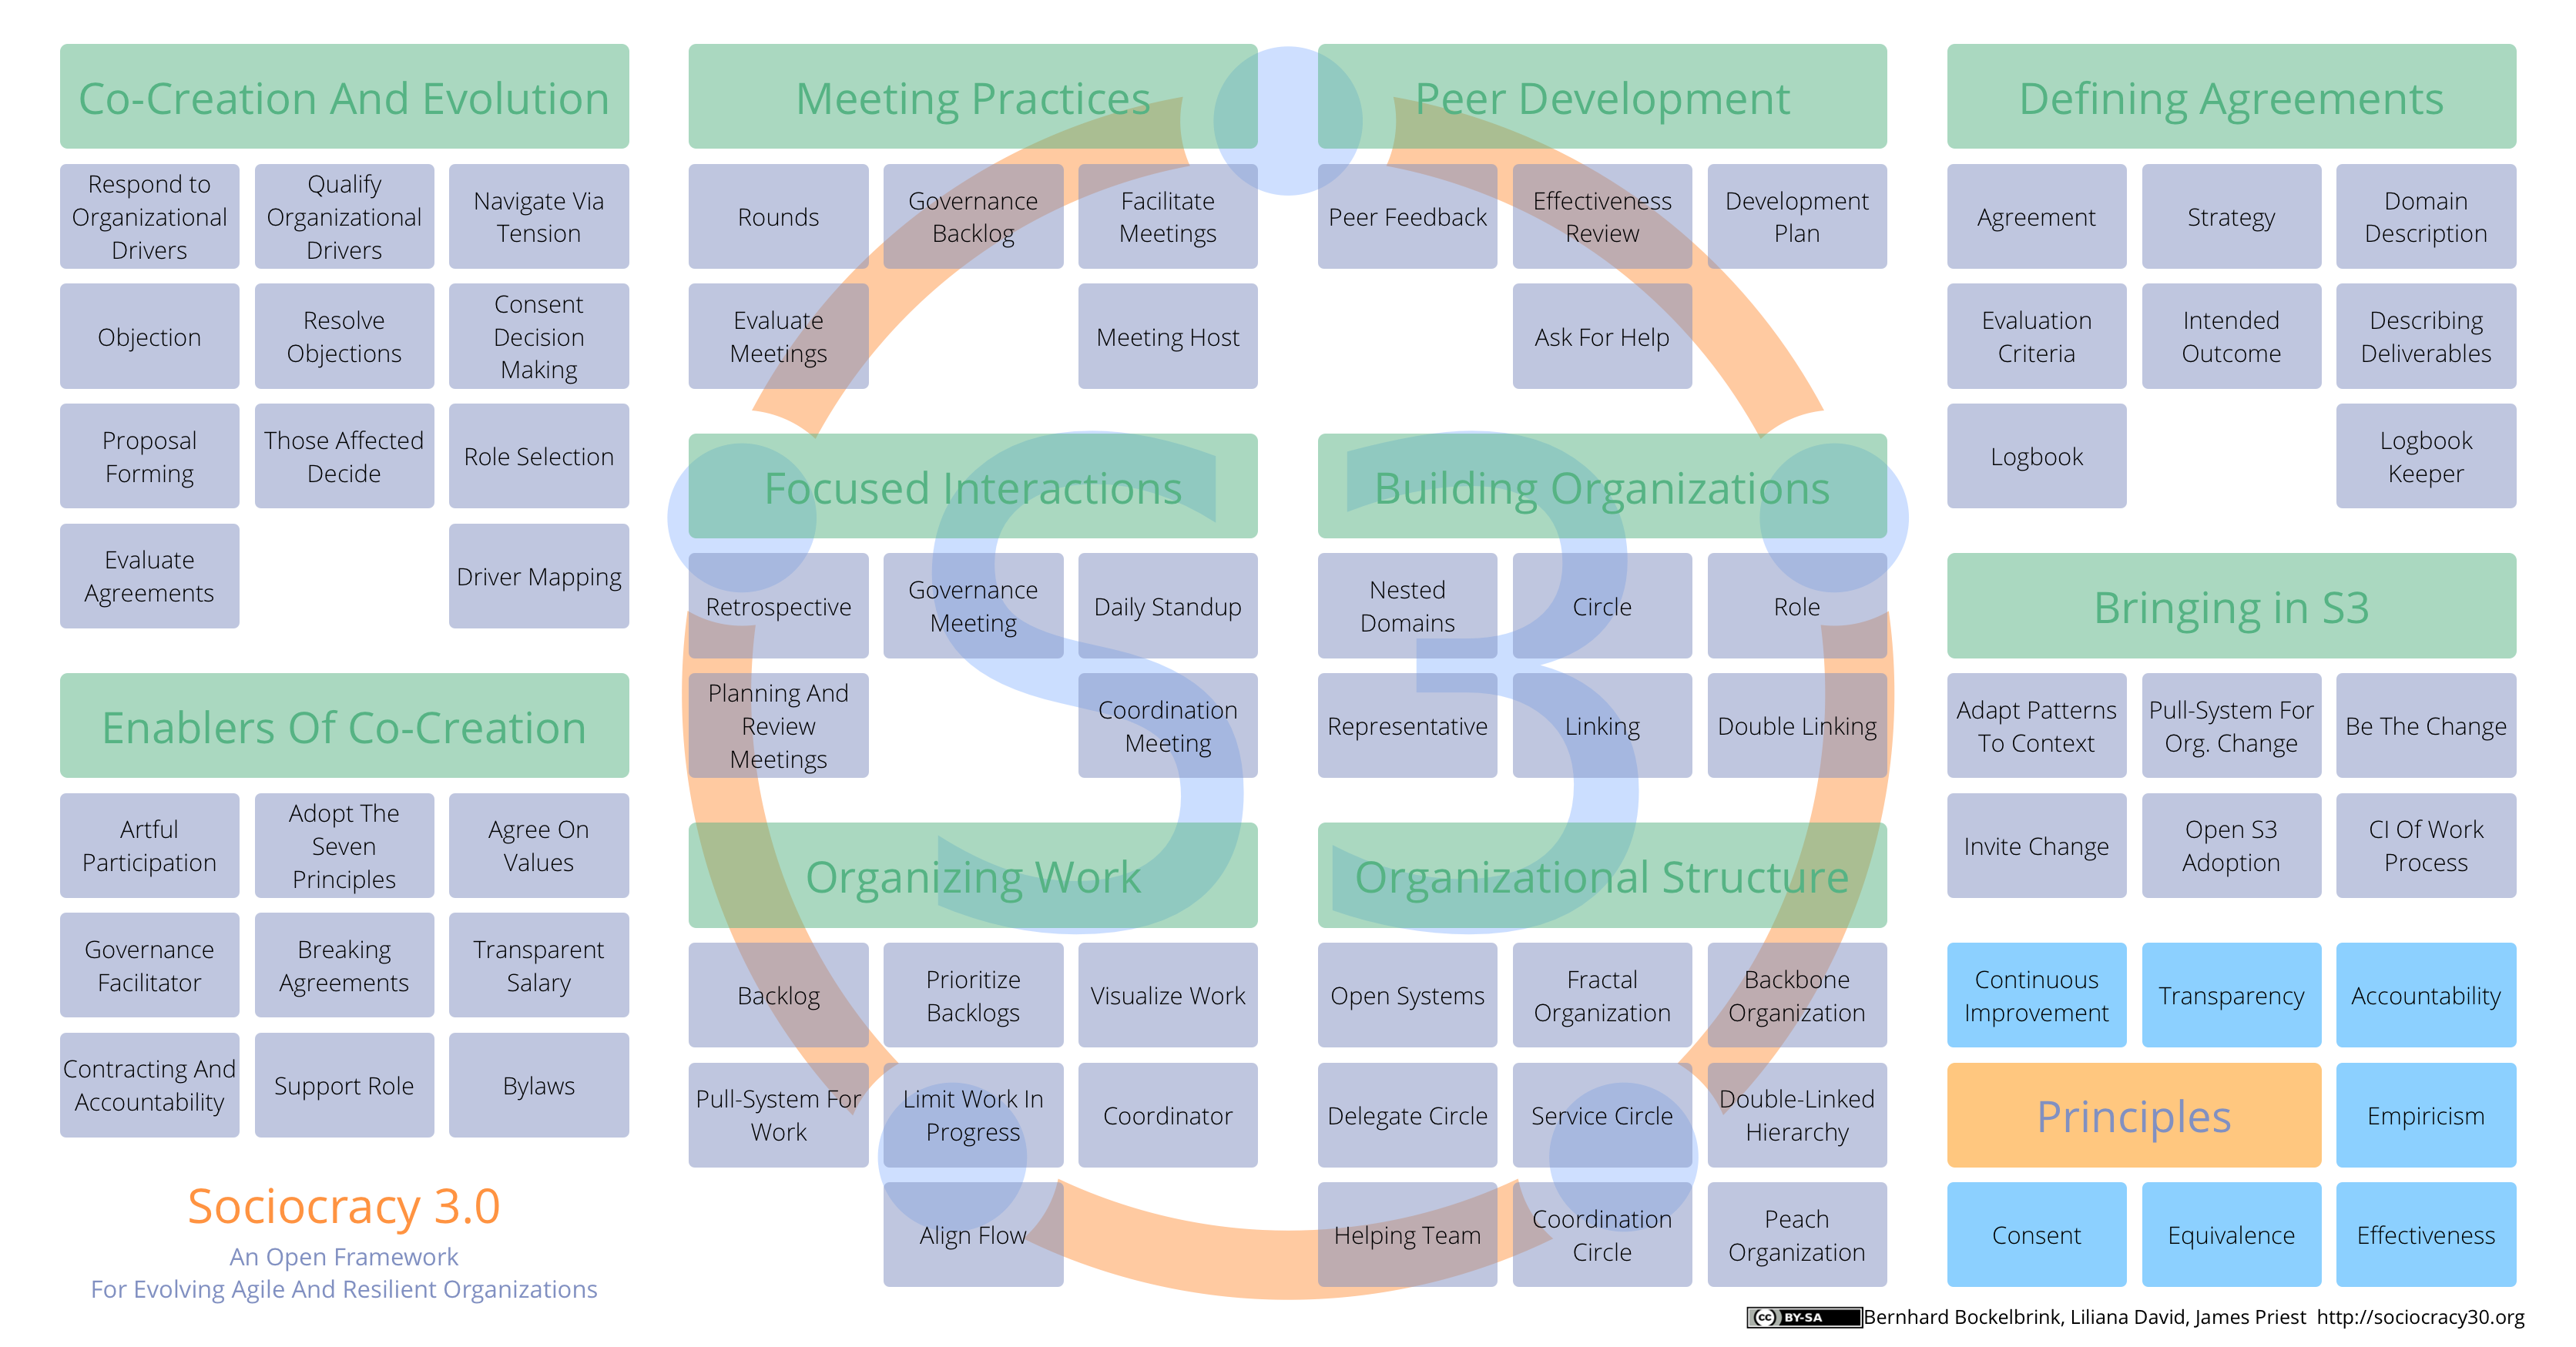 Co-Creation And Evolution
Respond to
Organizational
Drivers
Qualify
Organizational
Drivers
Navigate Via
Tension
Objection
Resolve
Objections
Consent
Decision
Making
Proposal
Forming
Those Affected
Decide
Role Selection
Evaluate
Agreements
Driver Mapping
Enablers Of Co-Creation
Artful
Participation
Adopt The
Seven
Principles
Agree On
Values
Governance
Facilitator
Breaking
Agreements
Transparent
Salary
Contracting And
Accountability
Support Role
Bylaws
Sociocracy 3.0
An Open Framework
For Evolving Agile And Resilient Organizations
Meeting Practices
Rounds
Governance
Backlog
Facilitate
Meetings
Evaluate
Meetings
Meeting Host
Focused Interactions
Retrospective
Governance
Meeting
Daily Standup
Planning And
Review
Meetings
Coordination
Meeting
Organizing Work
Backlog
Prioritize
Backlogs
Visualize Work
Pull-System For
Work
Limit Work In
Progress
Coordinator
Align Flow
S3
Peer Development
Peer Feedback
Effectiveness
Review
Development
Plan
Ask For Help
Building Organizations
Nested
Domains
Circle
Role
Representative
Linking
Double Linking
Organizational Structure
Open Systems
Fractal
Organization
Backbone
Organization
Delegate Circle
Service Circle
Double-Linked
Hierarchy
Helping Team
Coordination
Circle
Peach
Organization
Defining Agreements
Agreement
Strategy
Domain
Description
Evaluation
Criteria
Intended
Outcome
Describing
Deliverables
Logbook
Logbook
Keeper
Bringing in S3
Adapt Patterns
To Context
Pull-System For
Org. Change
Be The Change
Invite Change
Open S3
Adoption
CI Of Work
Process
Continuous
Improvement
Transparency
Accountability
Principles
Empiricism
Consent
Equivalence
Effectiveness
cc BY-SA Bernhard Bockelbrink, Liliana David, James Priest http://sociocracy30.org